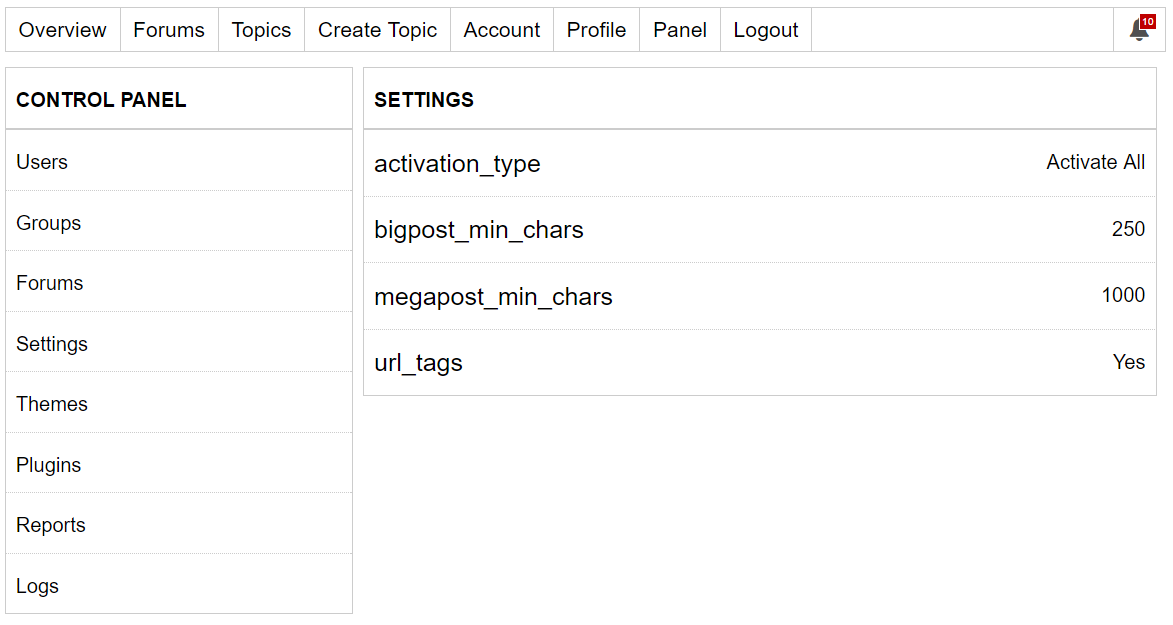 Overview Forums Topics Create Topic Account Profile Panel Logout 10
CONTROL PANEL
Users
Groups
Forums
Settings
Themes
Plugins
Reports
Logs
SETTINGS
activation_type Activate All
bigpost_min_chars 250
megapost_min_chars 1000
url_tags Yes